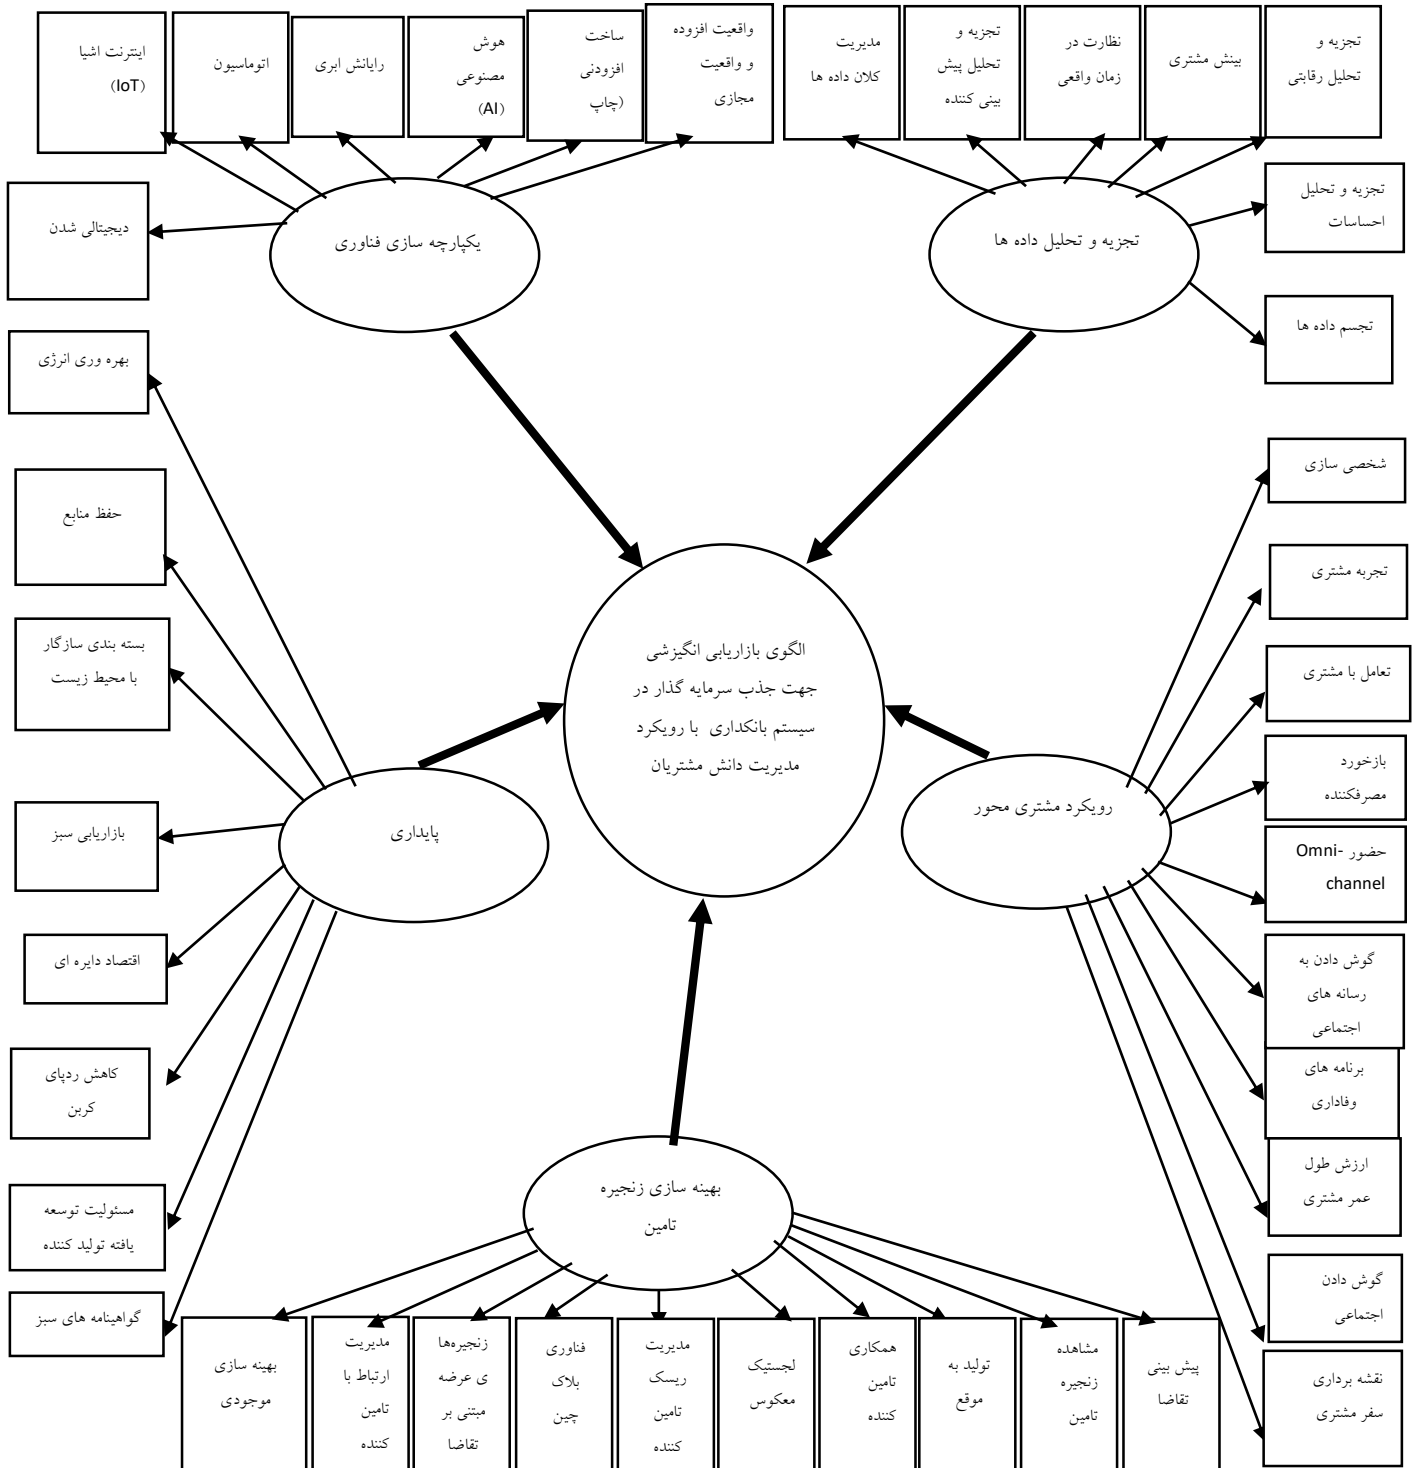 اینترنت اشیا
(IoT)
اتوماسیون
رایانش ابری
هوش
مصنوعی
(AI)
ساخت
افزودنی
(چاپ
واقعیت افزوده
و واقعیت
مجازی
مدیریت
کلان داده ها
تجزیه و
تحلیل پیش
بینی کننده
نظارت در
زمان واقعی
بینش مشتری
تجزیه و
تحلیل رقابتی
دیجیتالی شدن
یکپارچه سازی فناوری
تجزیه و تحلیل داده ها
تجزیه و تحلیل
احساسات
تجسم داده ها
بهره وری انرژی
حفظ منابع
بسته بندی سازگار
با محیط زیست
بازاریابی سبز
اقتصاد دایره ای
کاهش ردپای
کربن
مسئولیت توسعه
یافته تولید کننده
گواهینامه های سبز
پایداری
الگوی بازاریابی انگیزشی
جهت جذب سرمایه گذار در
سیستم بانکداری با رویکرد
مدیریت دانش مشتریان
رویکرد مشتری محور
شخصی سازی
تجربه مشتری
تعامل با مشتری
بازخورد
مصرفکننده
حضور Omni-
channel
گوش دادن به
رسانه های
اجتماعی
برنامه های
وفاداری
ارزش طول
عمر مشتری
گوش دادن
اجتماعی
نقشه برداری
سفر مشتری
بهینه سازی زنجیره
تامین
بهینه سازی
موجودی
مدیریت
ارتباط با
تامین
کننده
زنجیره‌ها
ی عرضه
مبتنی بر
تقاضا
فناوری
بلاک
چین
مدیریت
ریسک
تامین
کننده
لجستیک
معکوس
همکاری
تامین
کننده
تولید به
موقع
مشاهده
زنجیره
تامین
پیش بینی
تقاضا